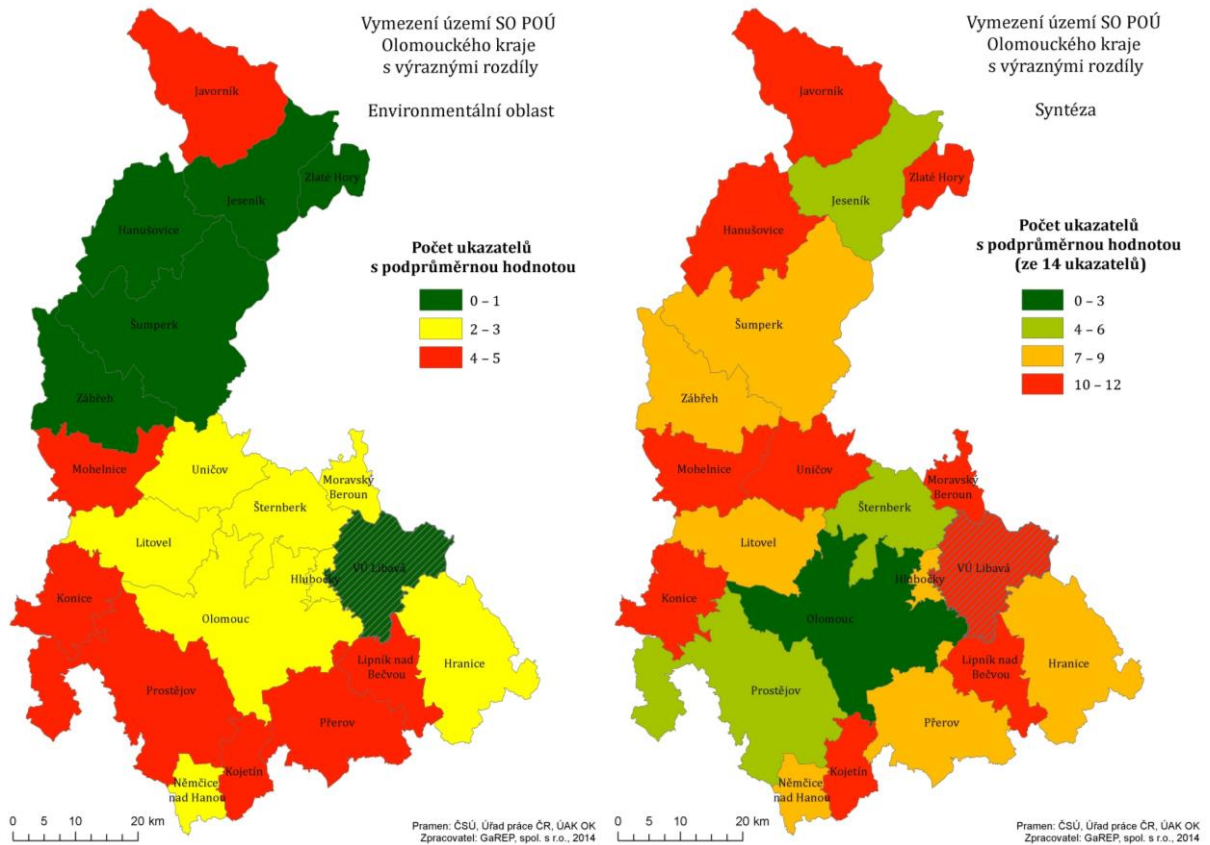 Vymezení území SO POÚ
Olomouckého kraje
s výraznými rozdíly
Environmentální oblast
Javorník
Zlaté Hory
Jeseník
Hanušovice
Počet ukazatelů
s podprůměrnou hodnotou
0 – 1
2 – 3
4 – 5
Šumperk
Zábřeh
Mohelnice
Uničov
Moravský
Beroun
Šternberk
Litovel
Hlubočky
VÚ Libavá
Konice
Olomouc
Lipník nad
Bečvou
Hranice
Prostějov
Přerov
Kojetín
Němčice
nad Hanou
0 5 10 20 km
Pramen: ČSÚ, Úřad práce ČR, ÚAK OK
Zpracovatel: GaREP, spol. s r.o., 2014
Vymezení území SO POÚ
Olomouckého kraje
s výraznými rozdíly
Syntéza
Javorník
Zlaté Hory
Jeseník
Hanušovice
Počet ukazatelů
s podprůměrnou hodnotou
(ze 14 ukazatelů)
0 – 3
4 – 6
7 – 9
10 – 12
Šumperk
Zábřeh
Mohelnice
Uničov
Moravský
Beroun
Šternberk
Litovel
Hlubočky
VÚ Libavá
Konice
Olomouc
Lipník nad
Bečvou
Hranice
Prostějov
Přerov
Kojetín
Němčice
nad Hanou
0 5 10 20 km
Pramen: ČSÚ, Úřad práce ČR, ÚAK OK
Zpracovatel: GaREP, spol. s r.o., 2014